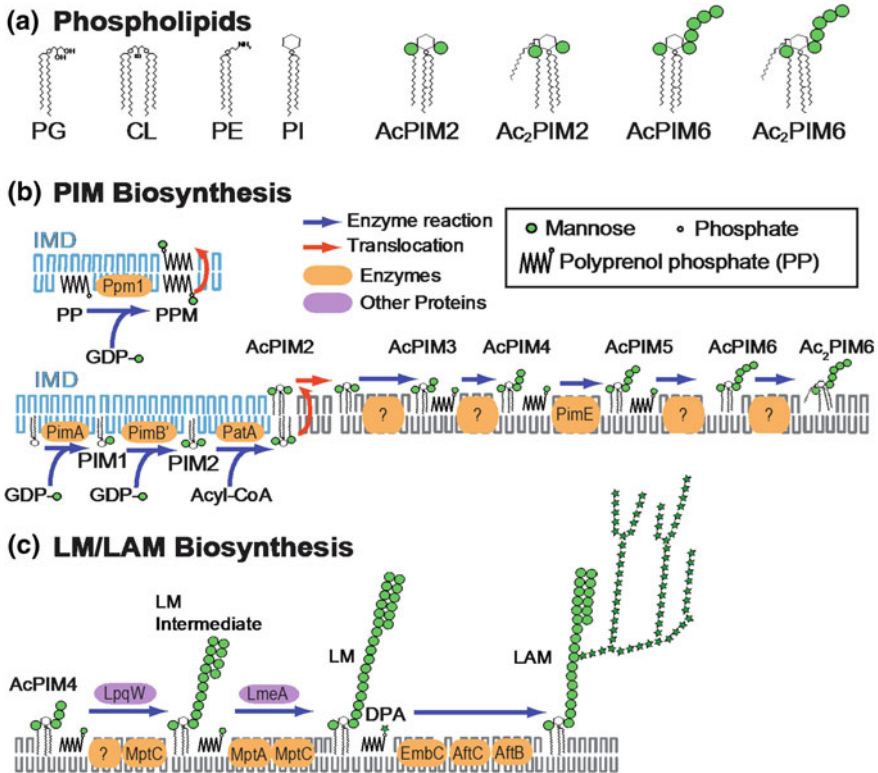 (a) Phospholipids
OH
OH
NH₃
PG CL PE PI AcPIM2 Ac₂PIM2 AcPIM6 Ac₂PIM6
(b) PIM Biosynthesis
IMD
Ppm1
PP PPM
GDP-
Enzyme reaction
Translocation
Enzymes
Other Proteins
Mannose Phosphate
Polyprenol phosphate (PP)
IMD
AcPIM2 AcPIM3 AcPIM4 AcPIM5 AcPIM6 Ac₂PIM6
PimA PimB' PatA ? ? PimE ? ?
PIM1 PIM2
GDP- GDP- Acyl-CoA
(c) LM/LAM Biosynthesis
LM
Intermediate
LM
LAM
AcPIM4
LpqW LmeA
DPA
? MptC MptA MptC EmbC AftC AftB